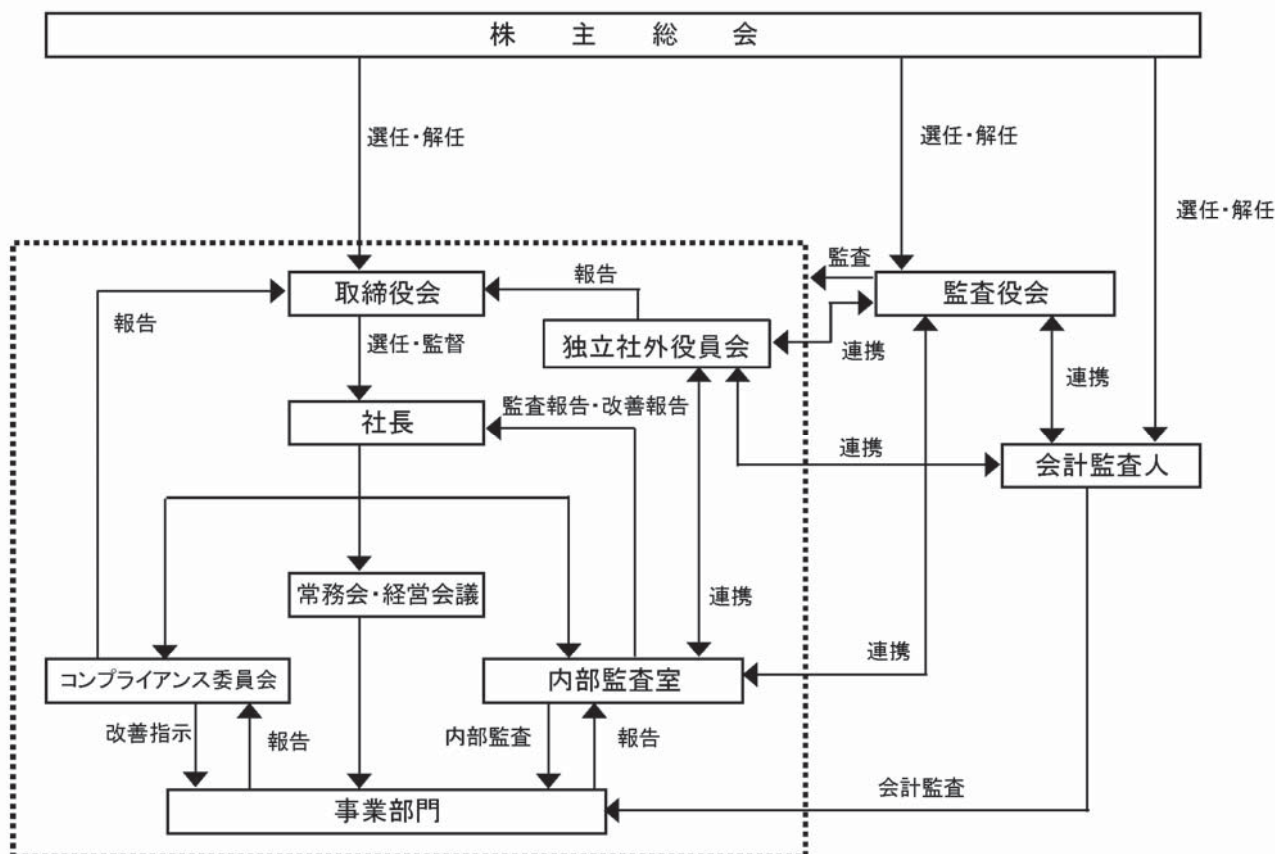 株主総会
選任・解任
選任・解任
選任・解任
監査
報告
取締役会
監査役会
報告
選任・監督
独立社外役員会
連携
連携
監査報告・改善報告
社長
連携
会計監査人
常務会・経営会議
連携
連携
コンプライアンス委員会
内部監査室
改善指示
報告
内部監査
報告
会計監査
事業部門